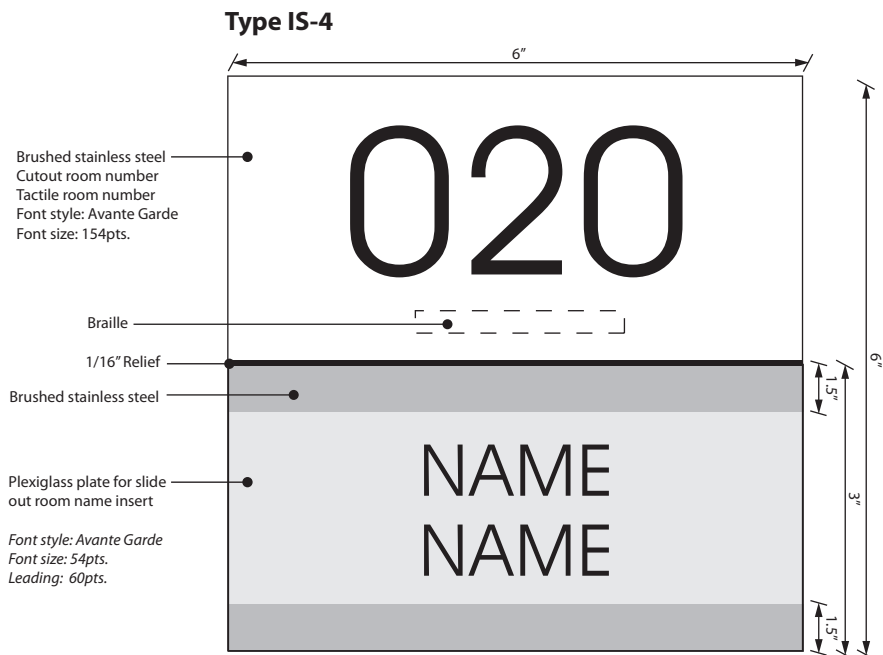 Type IS-4
6”
Brushed stainless steel
Cutout room number
Tactile room number
Font style: Avante Garde
Font size: 154pts.
020
Braille
1/16” Relief
6”
1.5”
Brushed stainless steel
NAME
Plexiglass plate for slide
out room name insert
3”
NAME
Font style: Avante Garde
Font size: 54pts.
Leading: 60pts.
1.5”